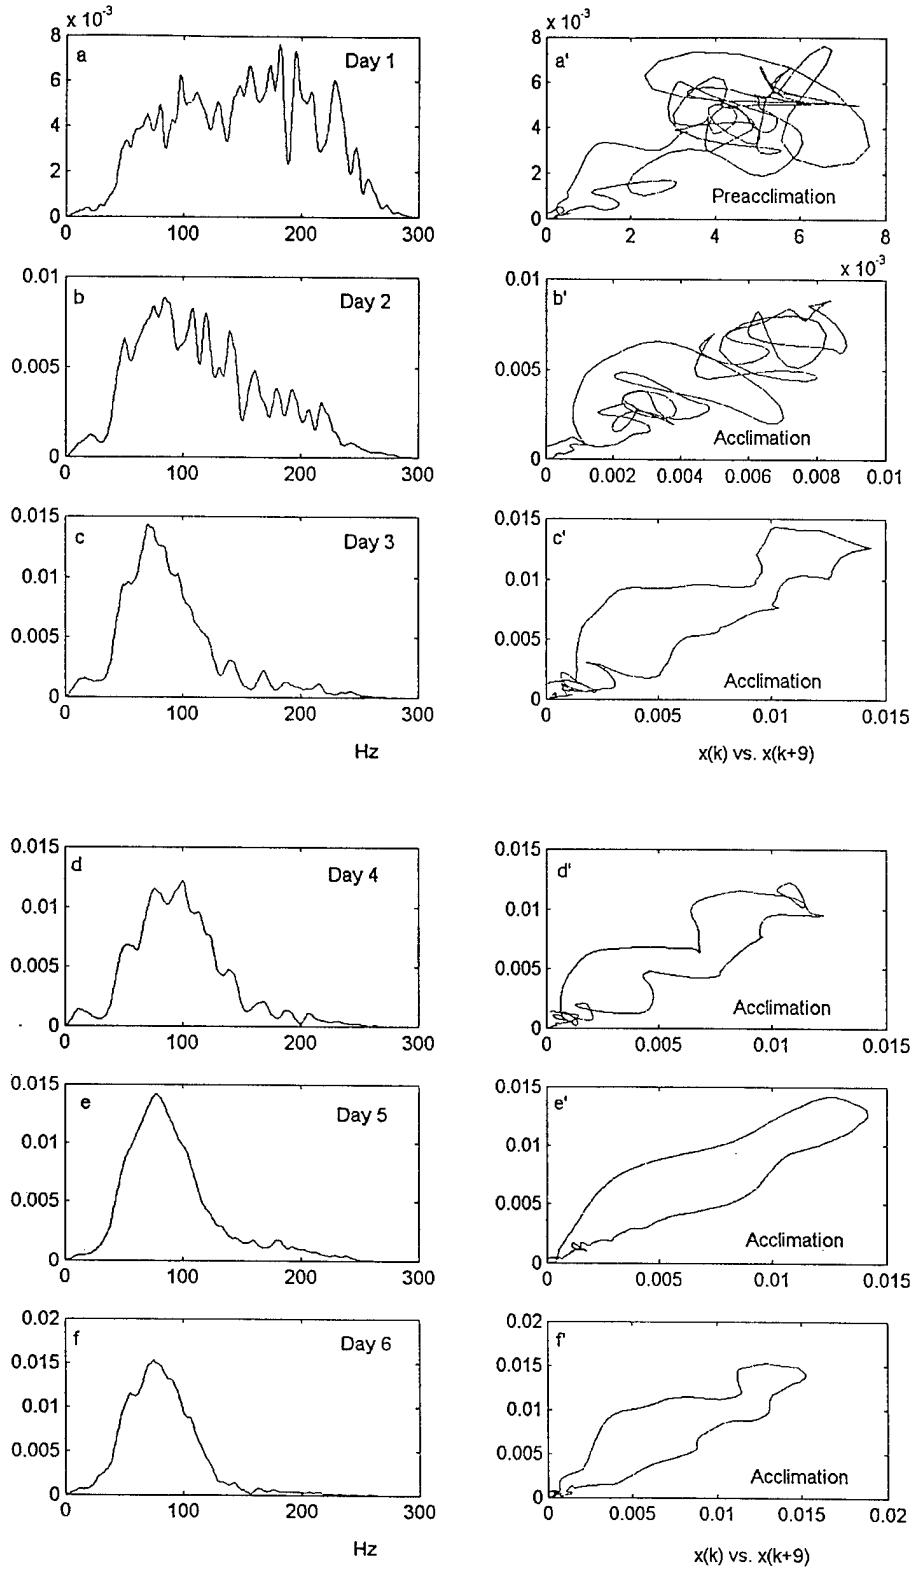 x 10⁻³
8
6
4
2
0
a
Day 1
0 100 200 300
x 10⁻³
8
6
4
2
0
a'
Preacclimation
2 4 6 8
x 10⁻³
0.01
0.005
0
b
Day 2
0 100 200 300
0.01
0.005
0
b'
Acclimation
0.002 0.004 0.006 0.008 0.01
0.015
0.01
0.005
0
c
Day 3
0 100 200 300
Hz
0.015
0.01
0.005
0
c'
Acclimation
0 0.005 0.01 0.015
x(k) vs. x(k+9)
0.015
0.01
0.005
0
d
Day 4
0 100 200 300
0.015
0.01
0.005
0
d'
Acclimation
0 0.005 0.01 0.015
0.015
0.01
0.005
0
e
Day 5
0 100 200 300
0.015
0.01
0.005
0
e'
Acclimation
0 0.005 0.01 0.015
0.02
0.015
0.01
0.005
0
f
Day 6
0 100 200 300
Hz
0.02
0.015
0.01
0.005
0
f'
Acclimation
0 0.005 0.01 0.015 0.02
x(k) vs. x(k+9)